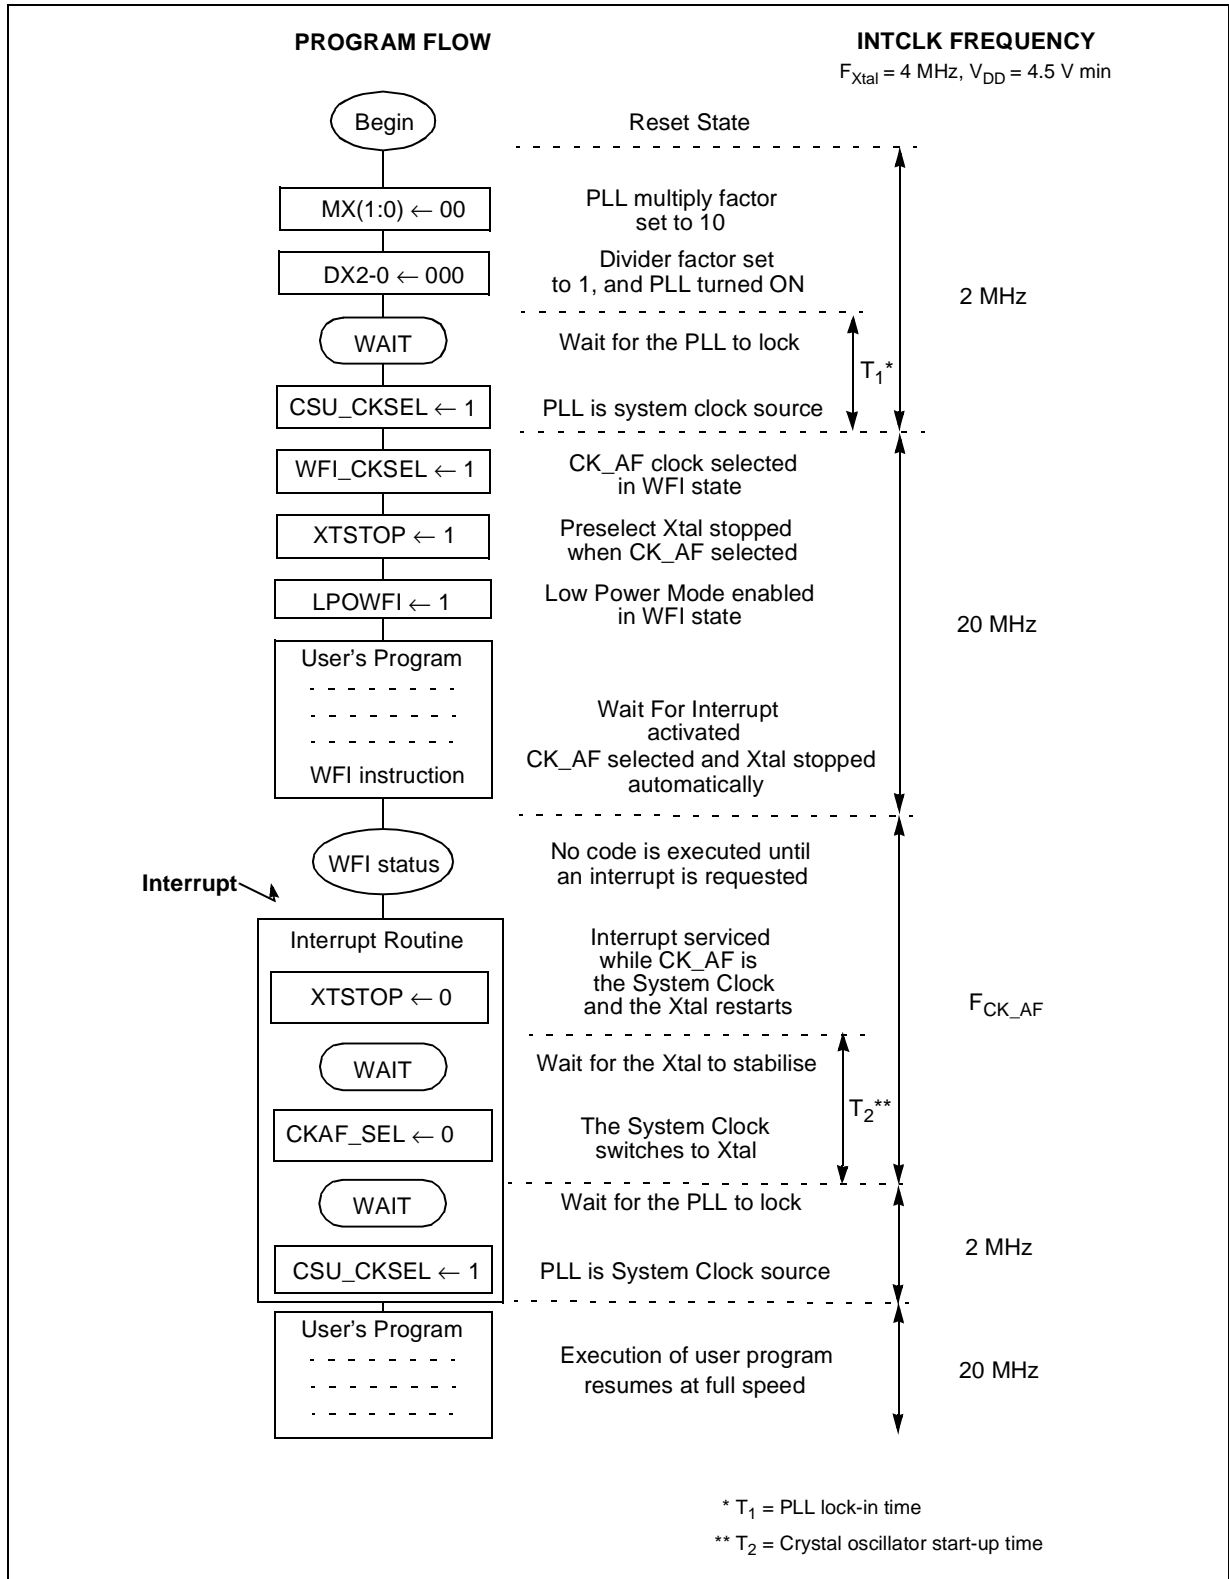 PROGRAM FLOW
INTCLK FREQUENCY
F_Xtal = 4 MHz, V_DD = 4.5 V min
Begin
Reset State
MX(1:0) ← 00
PLL multiply factor
set to 10
DX2-0 ← 000
Divider factor set
to 1, and PLL turned ON
2 MHz
WAIT
Wait for the PLL to lock
T_1*
CSU_CKSEL ← 1
PLL is system clock source
WFI_CKSEL ← 1
CK_AF clock selected
in WFI state
XTSTOP ← 1
Preselect Xtal stopped
when CK_AF selected
LPOWFI ← 1
Low Power Mode enabled
in WFI state
20 MHz
User's Program
Wait For Interrupt
activated
CK_AF selected and Xtal stopped
automatically
WFI instruction
WFI status
No code is executed until
an interrupt is requested
Interrupt
Interrupt Routine
Interrupt serviced
while CK_AF is
the System Clock
and the Xtal restarts
XTSTOP ← 0
F_CK_AF
WAIT
Wait for the Xtal to stabilise
T_2**
CKAF_SEL ← 0
The System Clock
switches to Xtal
WAIT
Wait for the PLL to lock
2 MHz
CSU_CKSEL ← 1
PLL is System Clock source
User's Program
Execution of user program
resumes at full speed
20 MHz
* T_1 = PLL lock-in time
** T_2 = Crystal oscillator start-up time